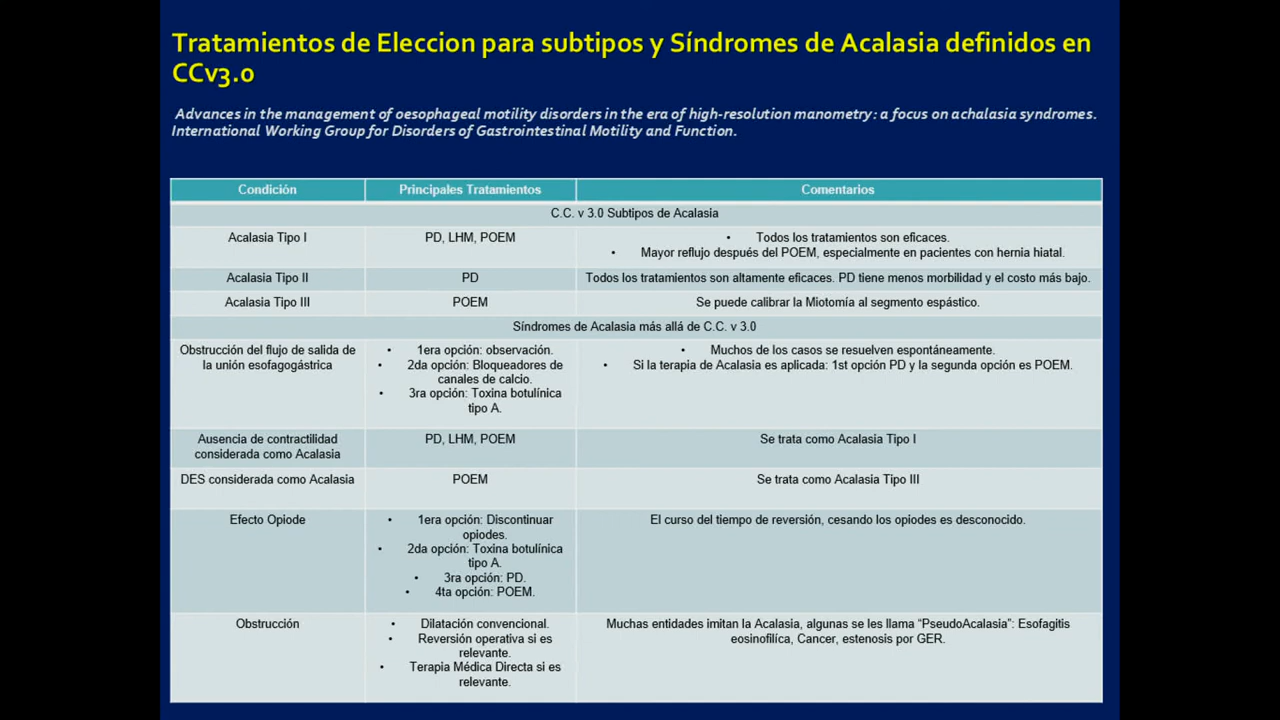 Tratamientos de Eleccion para subtipos y Síndromes de Acalasia definidos en
CCv3.0
Advances in the management of oesophageal motility disorders in the era of high-resolution manometry: a focus on achalasia syndromes.
International Working Group for Disorders of Gastrointestinal Motility and Function.
Condición Principales Tratamientos Comentarios
C.C. v 3.0 Subtipos de Acalasia
Acalasia Tipo I
PD, LHM, POEM
• Todos los tratamientos son eficaces.
• Mayor reflujo después del POEM, especialmente en pacientes con hernia hiatal.
Acalasia Tipo II
PD
Todos los tratamientos son altamente eficaces. PD tiene menos morbilidad y el costo más bajo.
Acalasia Tipo III
POEM
Se puede calibrar la Miotomía al segmento espástico.
Síndromes de Acalasia más allá de C.C. v 3.0
Obstrucción del flujo de salida de
la unión esofagogástrica
• 1era opción: observación.
• 2da opción: Bloqueadores de
canales de calcio.
• 3ra opción: Toxina botulínica
tipo A.
• Muchos de los casos se resuelven espontáneamente.
• Si la terapia de Acalasia es aplicada: 1st opción PD y la segunda opción es POEM.
Ausencia de contractilidad
considerada como Acalasia
PD, LHM, POEM
Se trata como Acalasia Tipo I
DES considerada como Acalasia
POEM
Se trata como Acalasia Tipo III
Efecto Opiode
• 1era opción: Discontinuar
opiodes.
• 2da opción: Toxina botulínica
tipo A.
• 3ra opción: PD.
• 4ta opción: POEM.
El curso del tiempo de reversión, cesando los opiodes es desconocido.
Obstrucción
• Dilatación convencional.
• Reversión operativa si es
relevante.
• Terapia Médica Directa si es
relevante.
Muchas entidades imitan la Acalasia, algunas se les llama “PseudoAcalasia”: Esofagitis
eosinofilíca, Cancer, estenosis por GER.